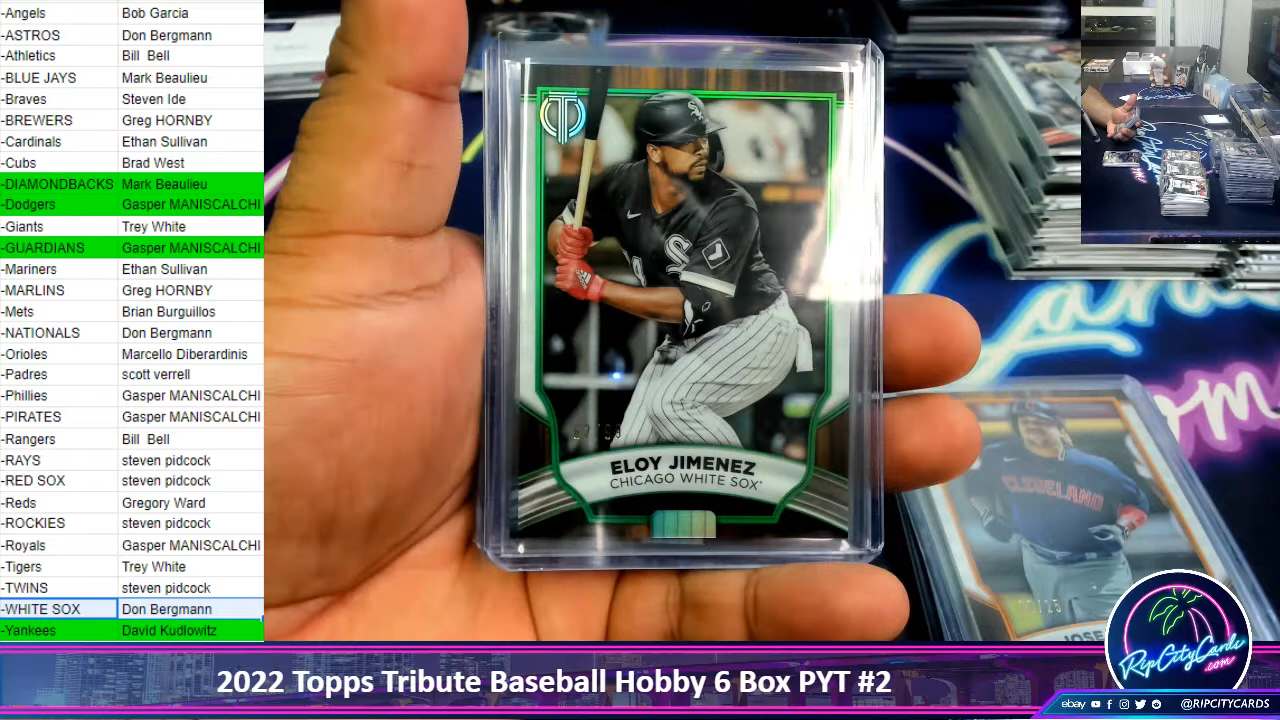 -Angels Bob Garcia
-ASTROS Don Bergmann
-Athletics Bill Bell
-BLUE JAYS Mark Beaulieu
-Braves Steven Ide
-BREWERS Greg HORNBY
-Cardinals Ethan Sullivan
-Cubs Brad West
-DIAMONDBACKS Mark Beaulieu
-Dodgers Gasper MANISCALCHI
-Giants Trey White
-GUARDIANS Gasper MANISCALCHI
-Mariners Ethan Sullivan
-MARLINS Greg HORNBY
-Mets Brian Burguillos
-NATIONALS Don Bergmann
-Orioles Marcello Diberardinis
-Padres scott verrell
-Phillies Gasper MANISCALCHI
-PIRATES Gasper MANISCALCHI
-Rangers Bill Bell
-RAYS steven pidcock
-RED SOX steven pidcock
-Reds Gregory Ward
-ROCKIES steven pidcock
-Royals Gasper MANISCALCHI
-Tigers Trey White
-TWINS steven pidcock
-WHITE SOX Don Bergmann
-Yankees David Kudlowitz
ELOY JIMENEZ
CHICAGO WHITE SOX
CLEVELAND
JOSE
RipCityCards
.com
2022 Topps Tribute Baseball Hobby 6 Box PYT #2
ebay @RIPCITYCARDS